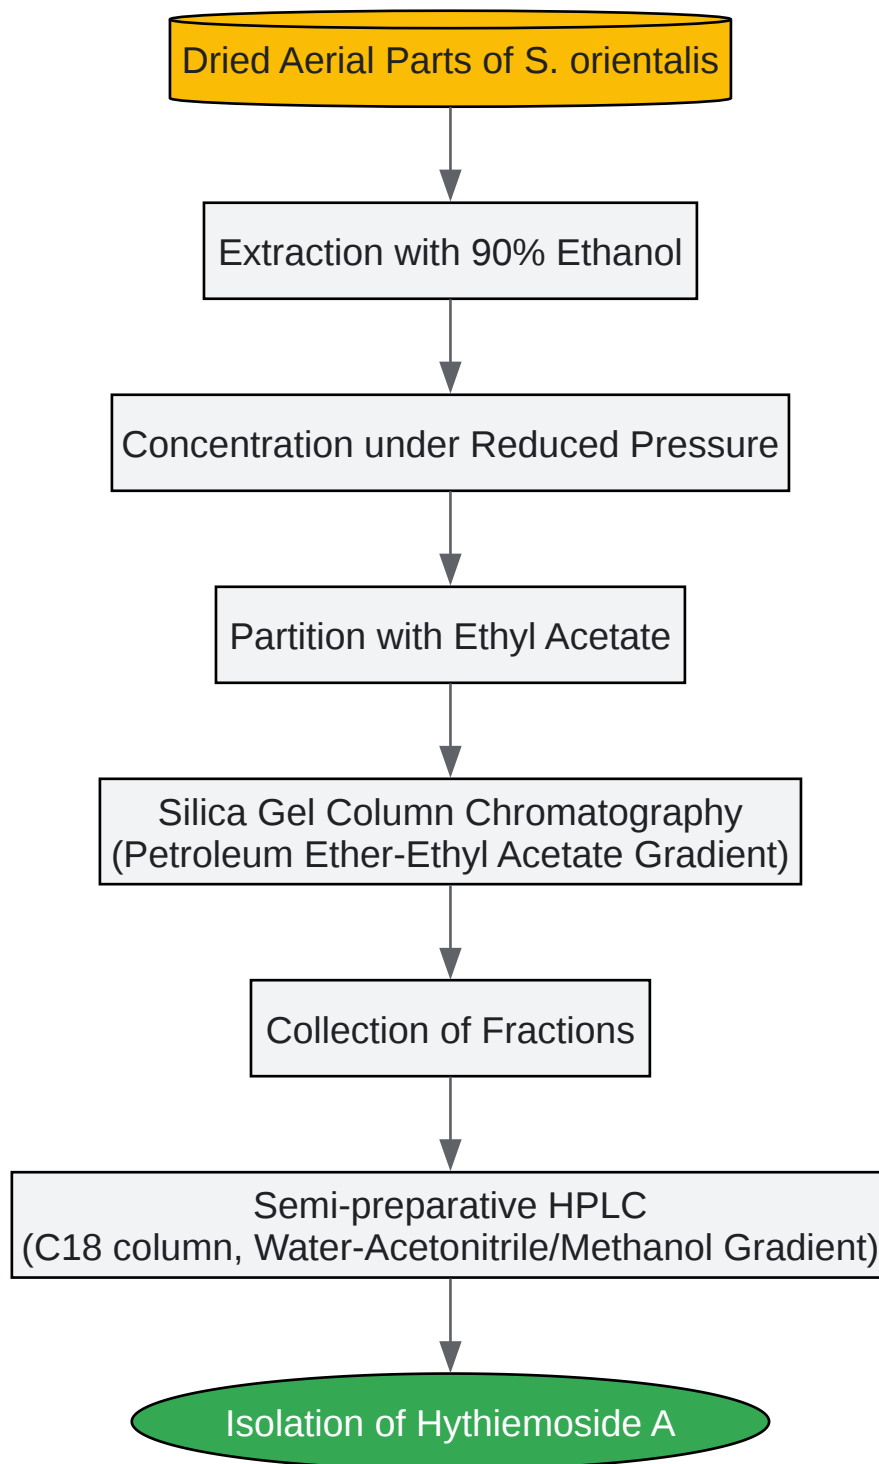 Dried Aerial Parts of S. orientalis
Extraction with 90% Ethanol
Concentration under Reduced Pressure
Partition with Ethyl Acetate
Silica Gel Column Chromatography
(Petroleum Ether-Ethyl Acetate Gradient)
Collection of Fractions
Semi-preparative HPLC
(C18 column, Water-Acetonitrile/Methanol Gradient)
Isolation of Hythiemoside A